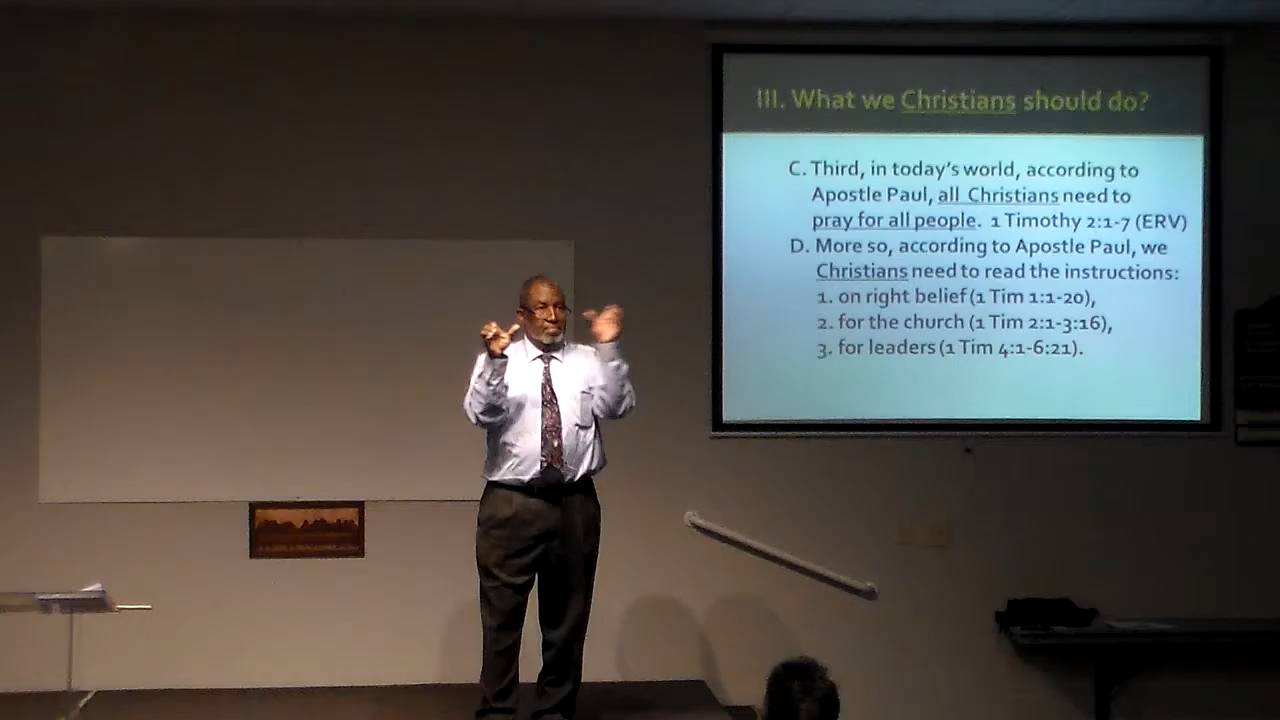 III. What we Christians should do?
C. Third, in today's world, according to
Apostle Paul, all Christians need to
pray for all people. 1 Timothy 2:1-7 (ERV)
D. More so, according to Apostle Paul, we
Christians need to read the instructions:
1. on right belief (1 Tim 1:1-20),
2. for the church (1 Tim 2:1-3:16),
3. for leaders (1 Tim 4:1-6:21).